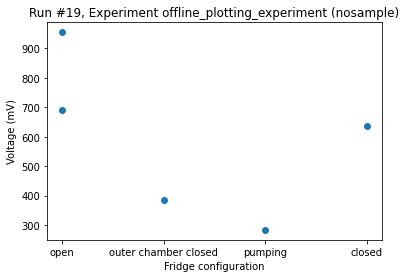 Run #19, Experiment offline_plotting_experiment (nosample)
900
800
700
600
500
400
300
Voltage (mV)
open outer chamber closed pumping closed
Fridge configuration